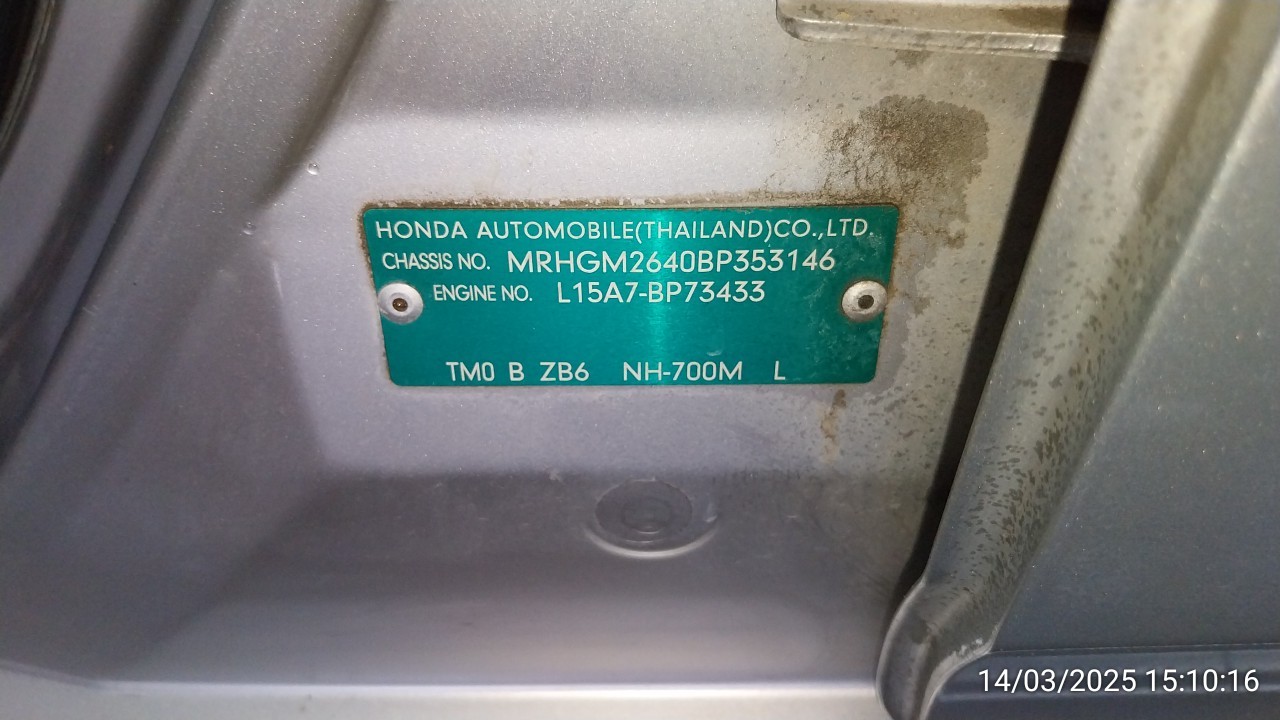 HONDA AUTOMOBILE(THAILAND)CO.,LTD.
CHASSIS NO. MRHGM2640BP353146
ENGINE NO. L15A7-BP73433
TM0 B ZB6 NH-700M L
14/03/2025 15:10:16